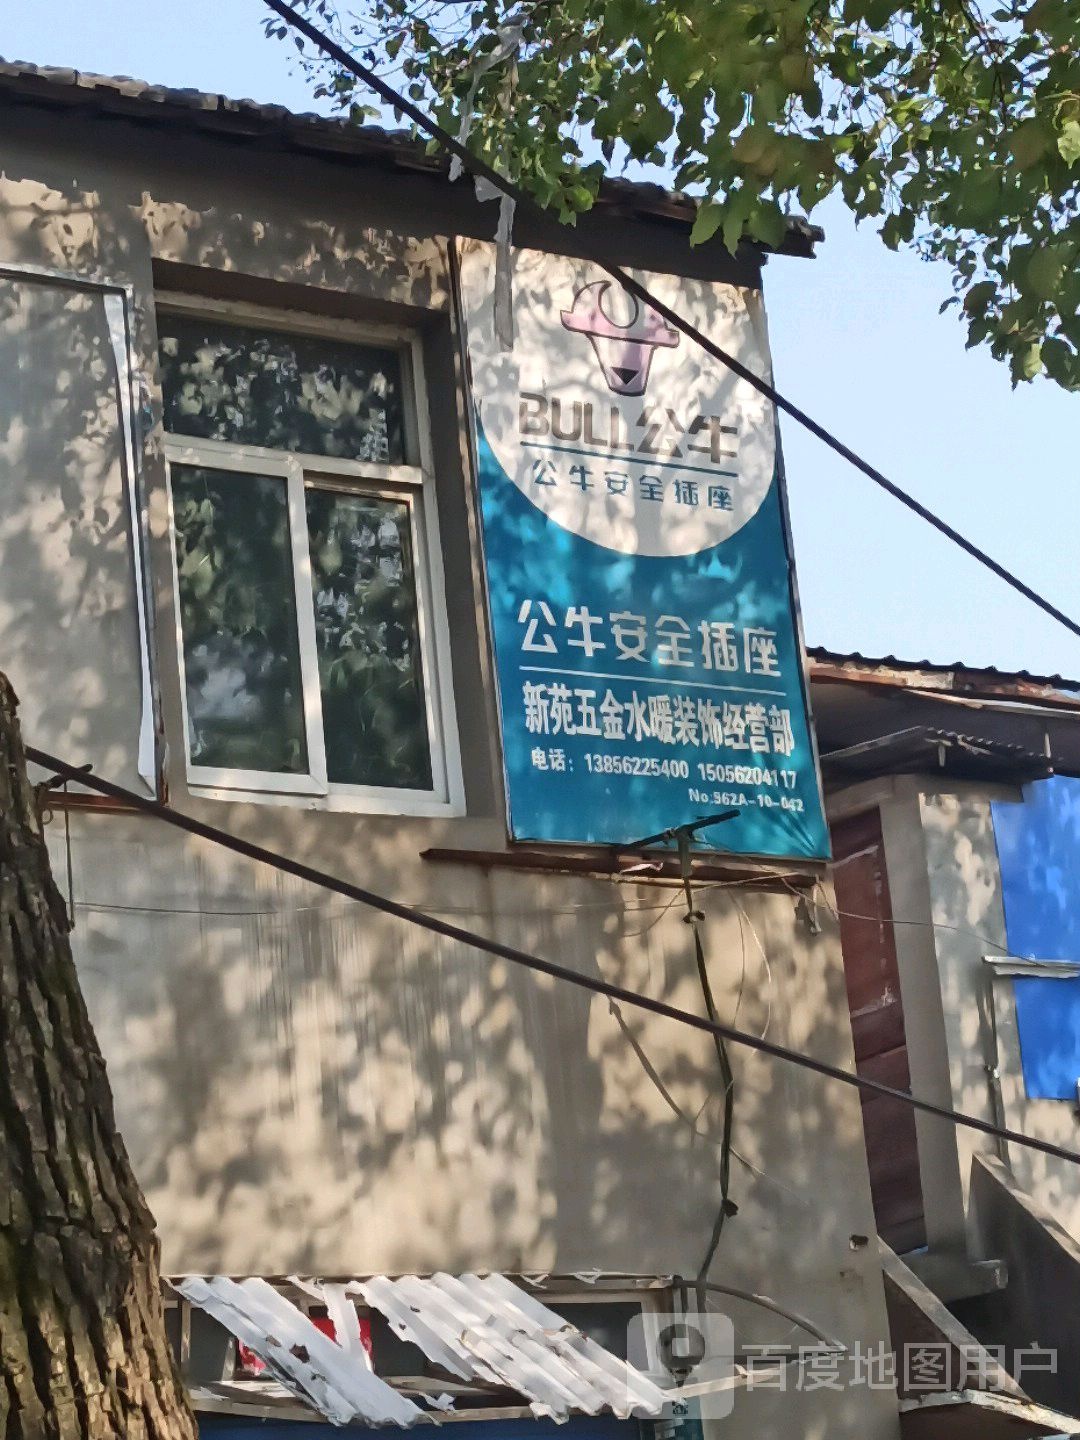 BULL公牛
公牛安全插座
公牛安全插座
新苑五金水暖装饰经营部
电话：13856225400 15056204117
No:562A-10-042
百度地图用户